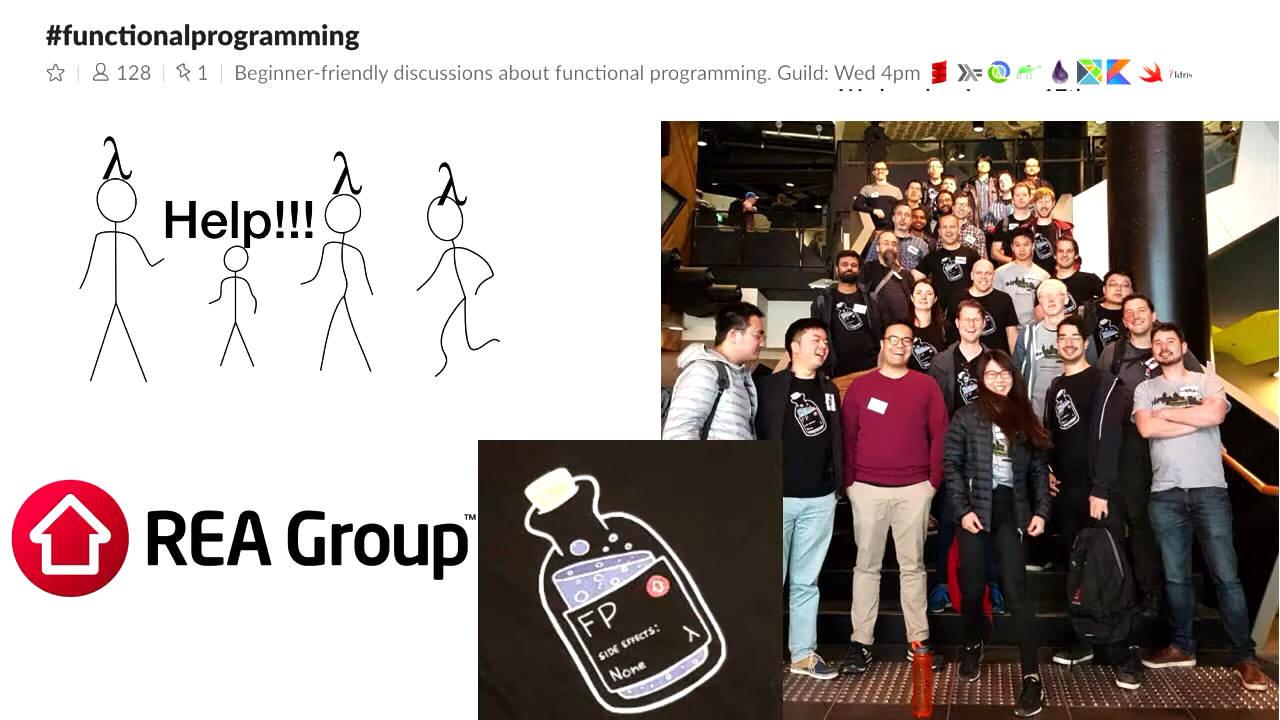 #functionalprogramming
128 1 Beginner-friendly discussions about functional programming. Guild: Wed 4pm
Idris
λ λ λ
Help!!!
REA Group™
FP
SIDE EFFECTS: λ
None